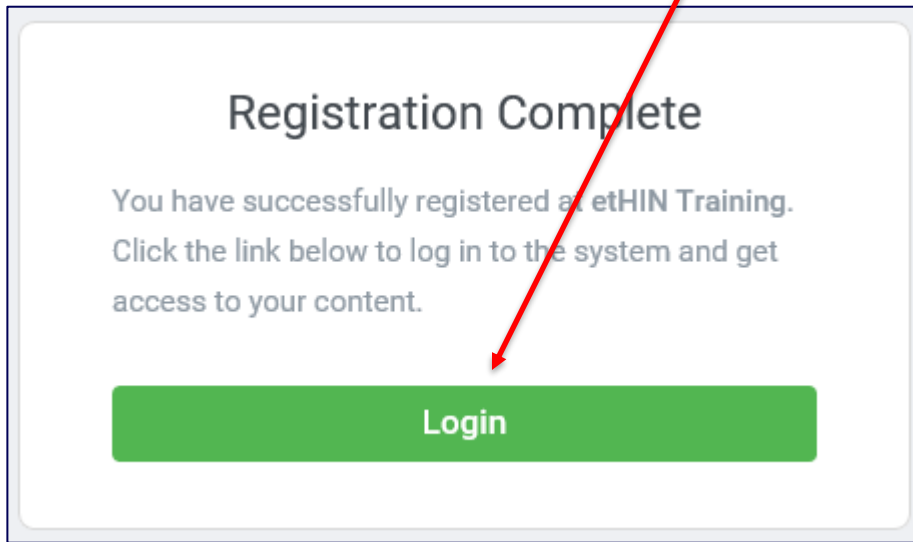 Registration Complete
You have successfully registered at etHIN Training.
Click the link below to log in to the system and get
access to your content.
Login